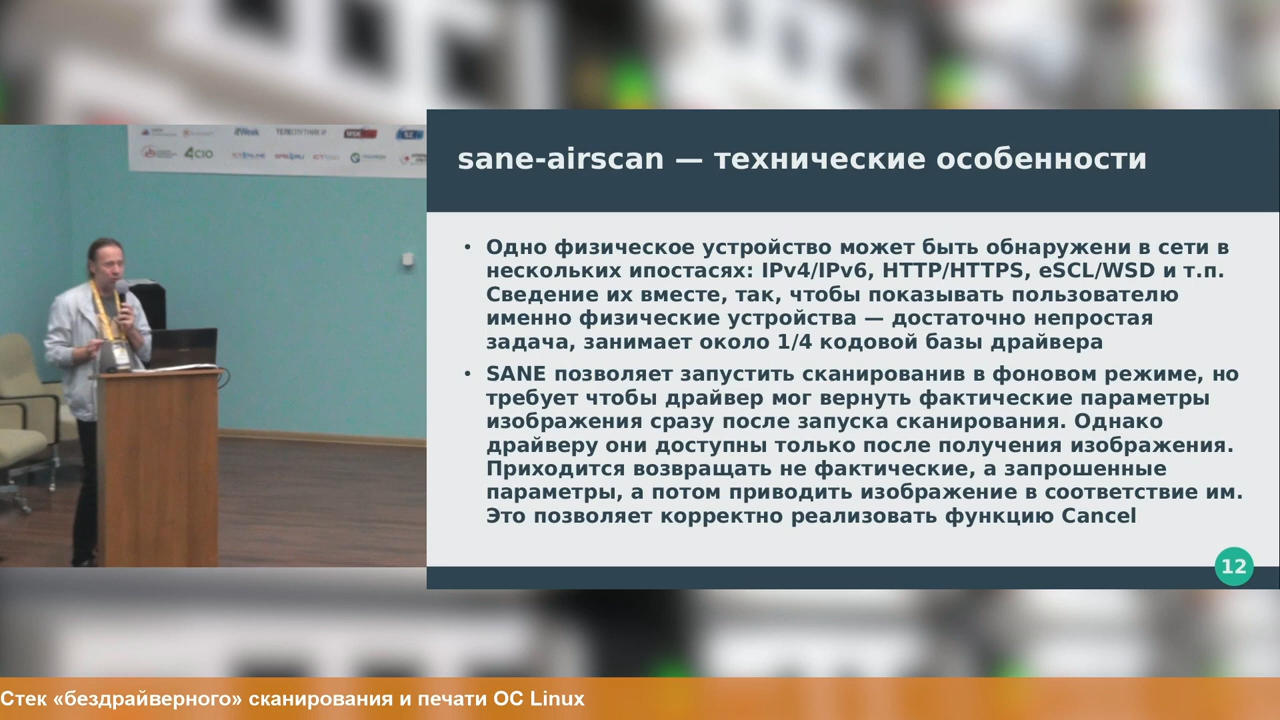 itWeek ТЕЛЕСПУТНИК
CIO
sane-airscan — технические особенности
• Одно физическое устройство может быть обнаружени в сети в
нескольких ипостасях: IPv4/IPv6, HTTP/HTTPS, eSCL/WSD и т.п.
Сведение их вместе, так, чтобы показывать пользователю
именно физические устройства — достаточно непростая
задача, занимает около 1/4 кодовой базы драйвера
• SANE позволяет запустить сканированив в фоновом режиме, но
требует чтобы драйвер мог вернуть фактические параметры
изображения сразу после запуска сканирования. Однако
драйверу они доступны только после получения изображения.
Приходится возвращать не фактические, а запрошенные
параметры, а потом приводить изображение в соответствие им.
Это позволяет корректно реализовать функцию Cancel
12
Стек «бездрайверного» сканирования и печати ОС Linux